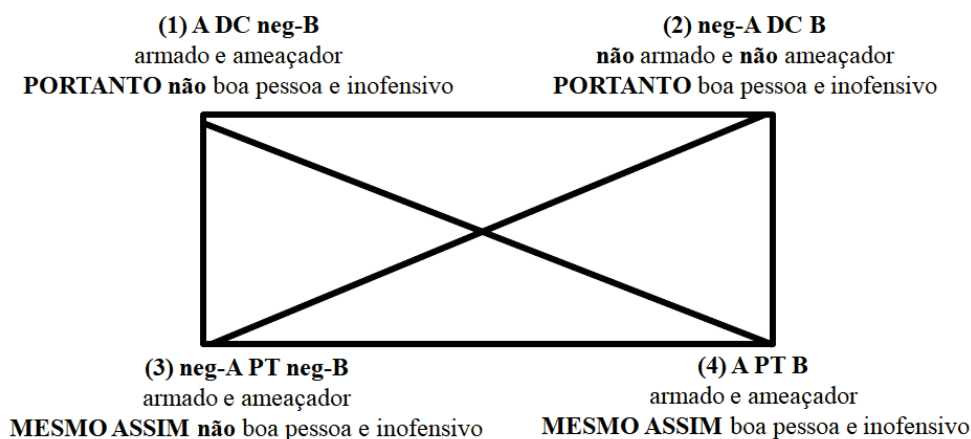 (1) A DC neg-B
armado e ameaçador
PORTANTO não boa pessoa e inofensivo
(2) neg-A DC B
não armado e não ameaçador
PORTANTO boa pessoa e inofensivo
(3) neg-A PT neg-B
armado e ameaçador
MESMO ASSIM não boa pessoa e inofensivo
(4) A PT B
armado e ameaçador
MESMO ASSIM boa pessoa e inofensivo